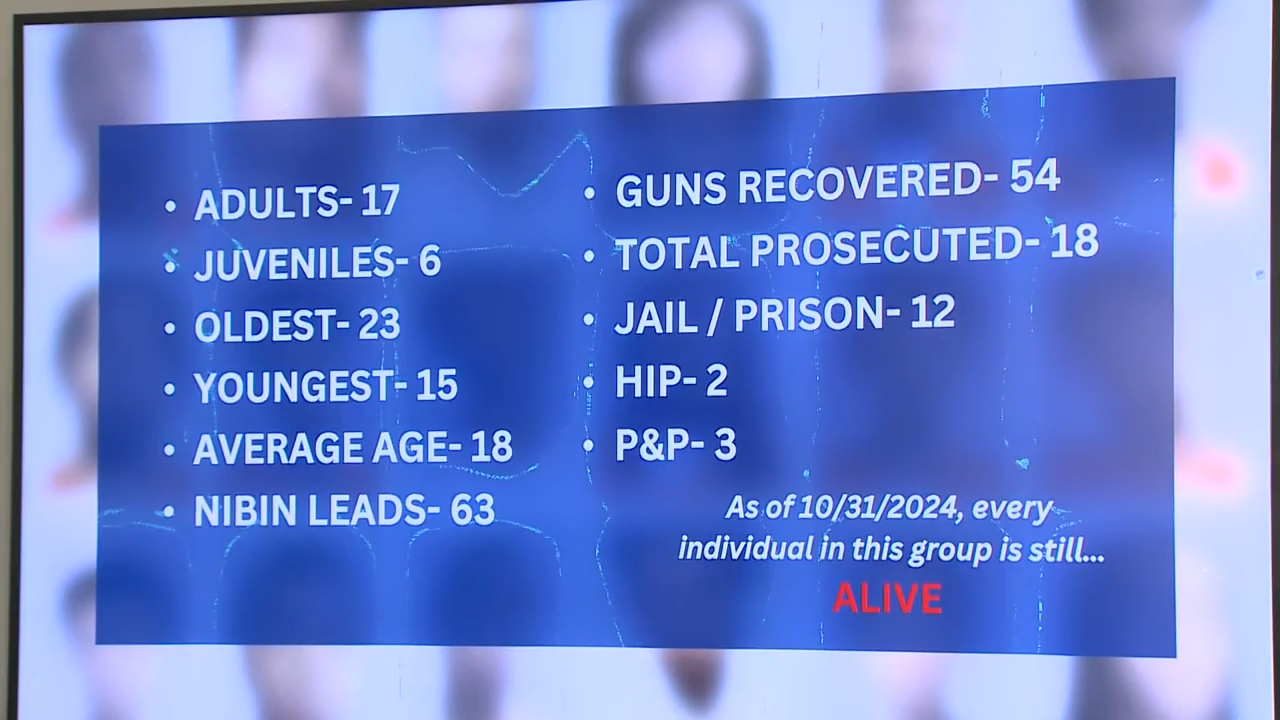 • ADULTS- 17
• JUVENILES- 6
• OLDEST- 23
• YOUNGEST- 15
• AVERAGE AGE- 18
• NIBIN LEADS- 63
• GUNS RECOVERED- 54
• TOTAL PROSECUTED- 18
• JAIL / PRISON- 12
• HIP- 2
• P&P- 3
As of 10/31/2024, every
individual in this group is still...
ALIVE